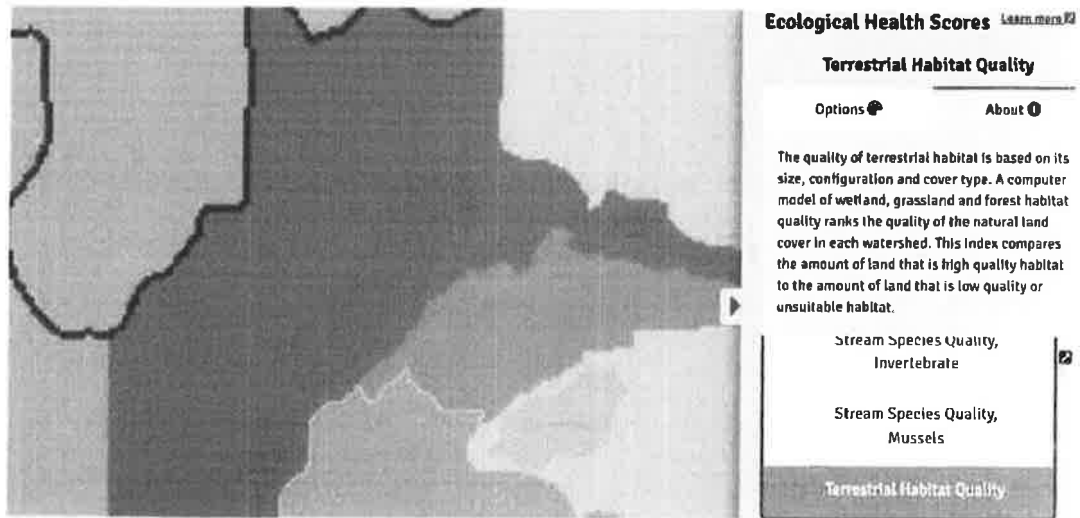 Ecological Health Scores Learn more
Terrestrial Habitat Quality
Options About
The quality of terrestrial habitat is based on its
size, configuration and cover type. A computer
model of wetland, grassland and forest habitat
quality ranks the quality of the natural land
cover in each watershed. This index compares
the amount of land that is high quality habitat
to the amount of land that is low quality or
unsuitable habitat.
Stream Species Quality,
Invertebrate
Stream Species Quality,
Mussels
Terrestrial Habitat Quality